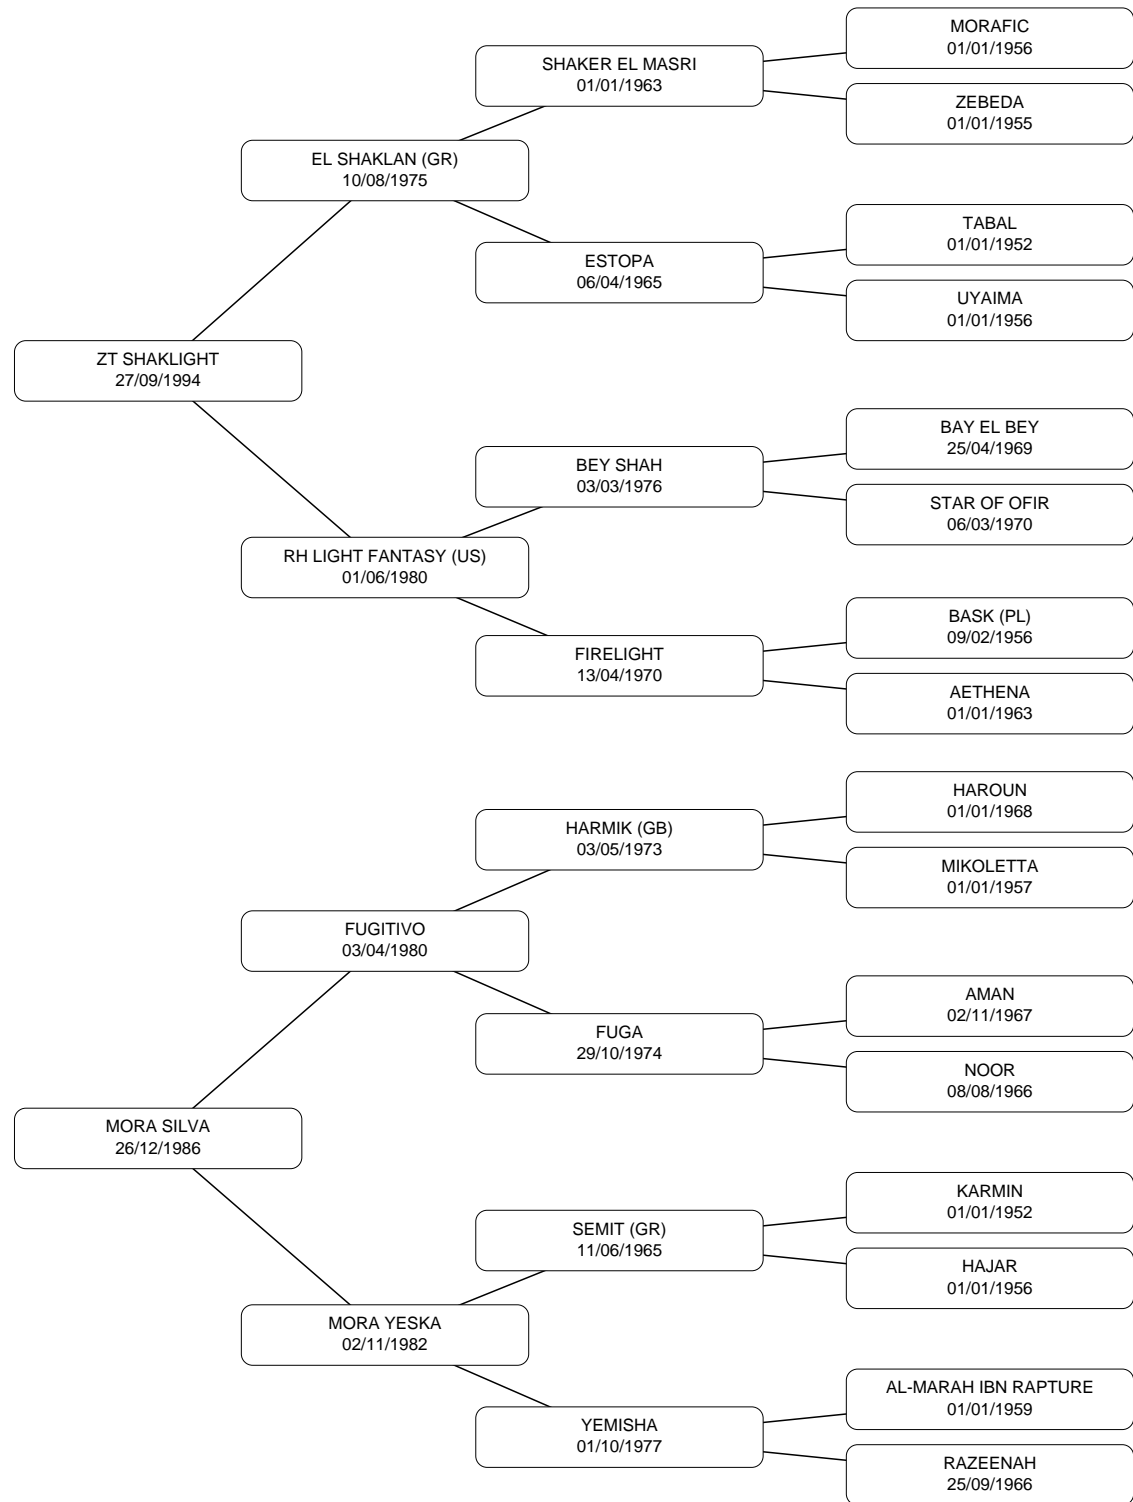 MORAFIC
01/01/1956
SHAKER EL MASRI
01/01/1963
ZEBEDA
01/01/1955
EL SHAKLAN (GR)
10/08/1975
TABAL
01/01/1952
ESTOPA
06/04/1965
UYAIMA
01/01/1956
ZT SHAKLIGHT
27/09/1994
BAY EL BEY
25/04/1969
BEY SHAH
03/03/1976
STAR OF OFIR
06/03/1970
RH LIGHT FANTASY (US)
01/06/1980
BASK (PL)
09/02/1956
FIRELIGHT
13/04/1970
AETHENA
01/01/1963
HAROUN
01/01/1968
HARMIK (GB)
03/05/1973
MIKOLETTA
01/01/1957
FUGITIVO
03/04/1980
AMAN
02/11/1967
FUGA
29/10/1974
NOOR
08/08/1966
MORA SILVA
26/12/1986
KARMIN
01/01/1952
SEMIT (GR)
11/06/1965
HAJAR
01/01/1956
MORA YESKA
02/11/1982
AL-MARAH IBN RAPTURE
01/01/1959
YEMISHA
01/10/1977
RAZEENAH
25/09/1966